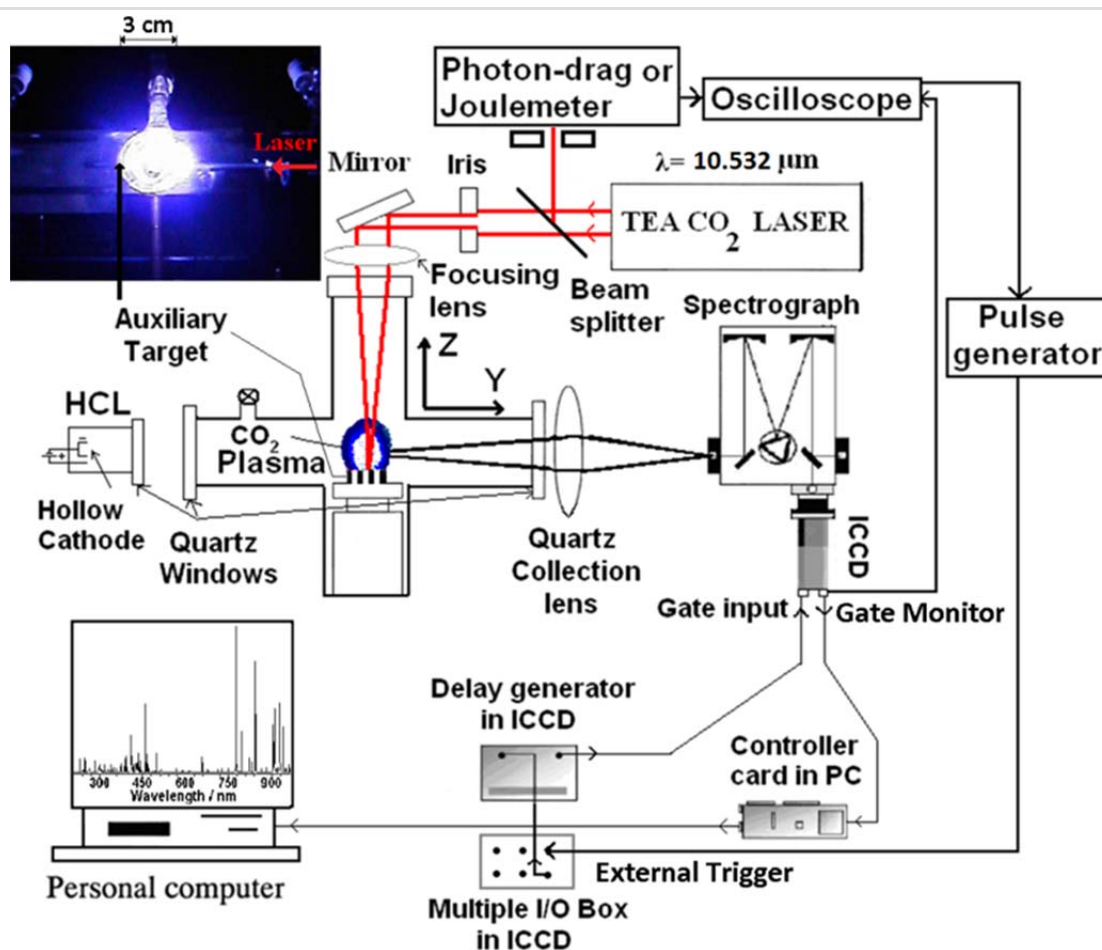 3 cm
Laser
Photon-drag or
Joulemeter
Oscilloscope
Mirror
Iris
λ= 10.532 μm
TEA CO2 LASER
Focusing
lens
Beam
splitter
Spectrograph
Pulse
generator
Auxiliary
Target
Z
Y
HCL
CO2
Plasma
Hollow
Cathode
Quartz
Windows
Quartz
Collection
lens
ICCD
Gate input
Gate Monitor
Delay generator
in ICCD
Controller
card in PC
300 450 600 750 900
Wavelength / nm
Personal computer
External Trigger
Multiple I/O Box
in ICCD